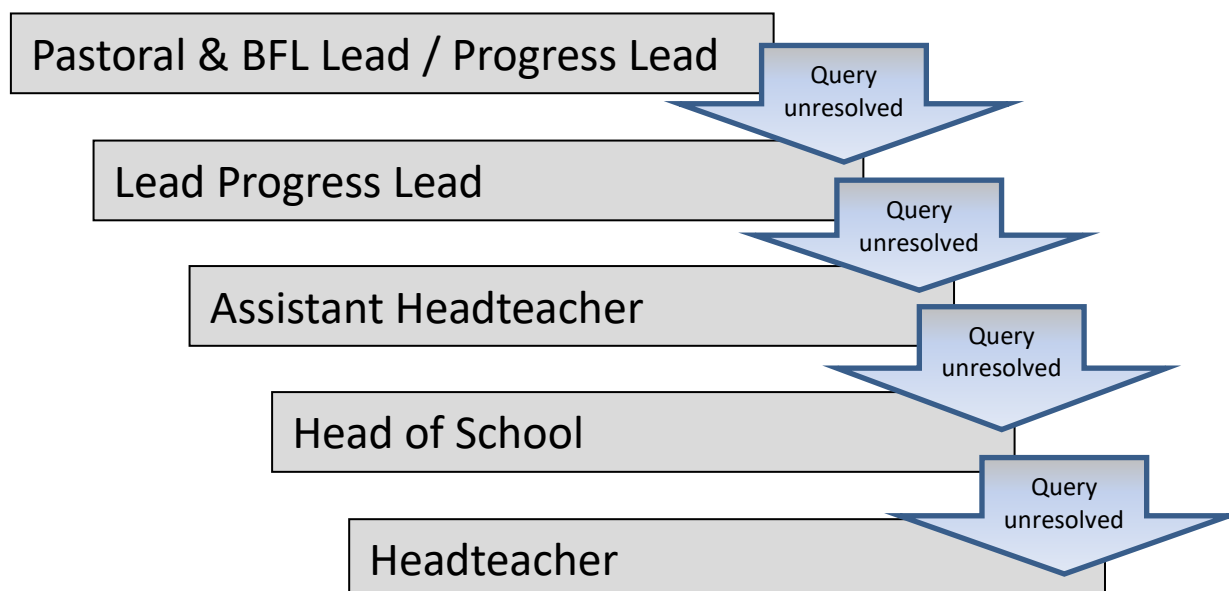 Pastoral & BFL Lead / Progress Lead
Query
unresolved
Lead Progress Lead
Query
unresolved
Assistant Headteacher
Query
unresolved
Head of School
Query
unresolved
Headteacher